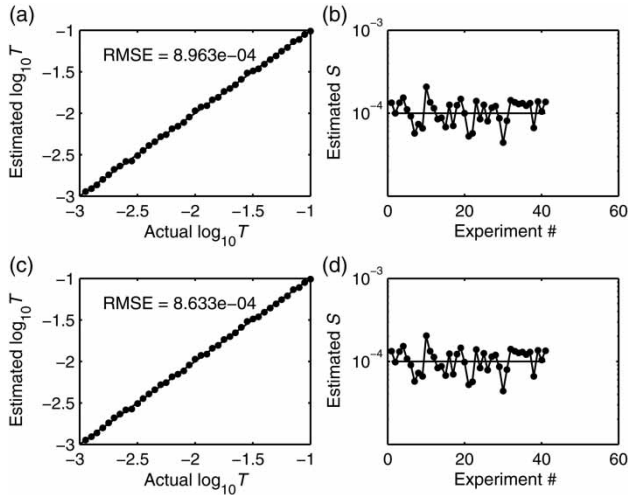 (a)
RMSE = 8.963e−04
Estimated log10 T
−1
−1.5
−2
−2.5
−3
−3 −2.5 −2 −1.5 −1
Actual log10 T
(b)
Estimated S
10−3
10−4
0 20 40 60
Experiment #
(c)
RMSE = 8.633e−04
Estimated log10 T
−1
−1.5
−2
−2.5
−3
−3 −2.5 −2 −1.5 −1
Actual log10 T
(d)
Estimated S
10−3
10−4
0 20 40 60
Experiment #